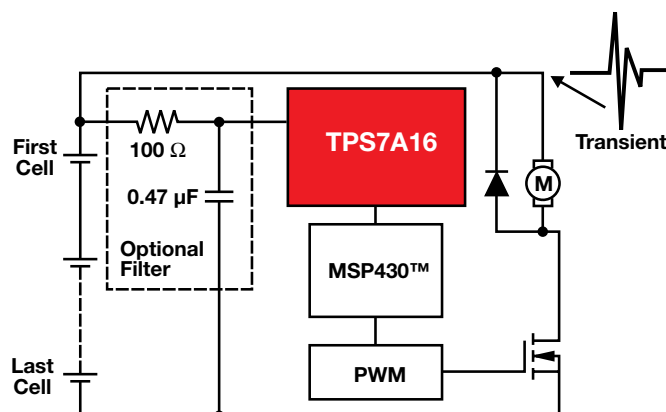 First
Cell
100 Ω
0.47 µF
Optional
Filter
Last
Cell
TPS7A16
MSP430™
PWM
M
Transient